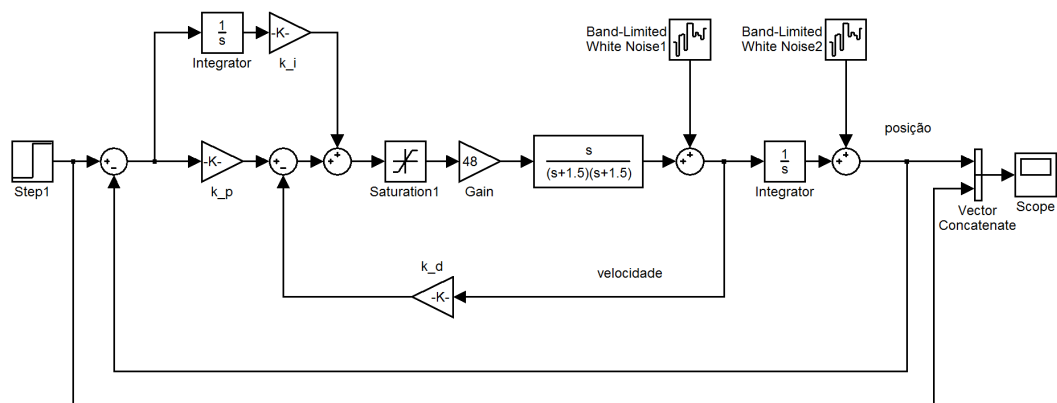 Band-Limited
White Noise1
Band-Limited
White Noise2
1
s
Integrator
-K-
k_i
posição
Step1
+
−
-K-
k_p
+
−
+
+
Saturation1
48
Gain
s
(s+1.5)(s+1.5)
+
+
1
s
Integrator
+
+
Vector
Concatenate
Scope
k_d
-K-
velocidade